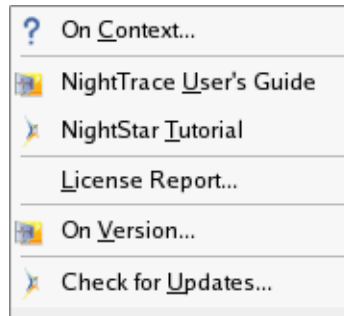 On Context...
NightTrace User's Guide
NightStar Tutorial
License Report...
On Version...
Check for Updates...